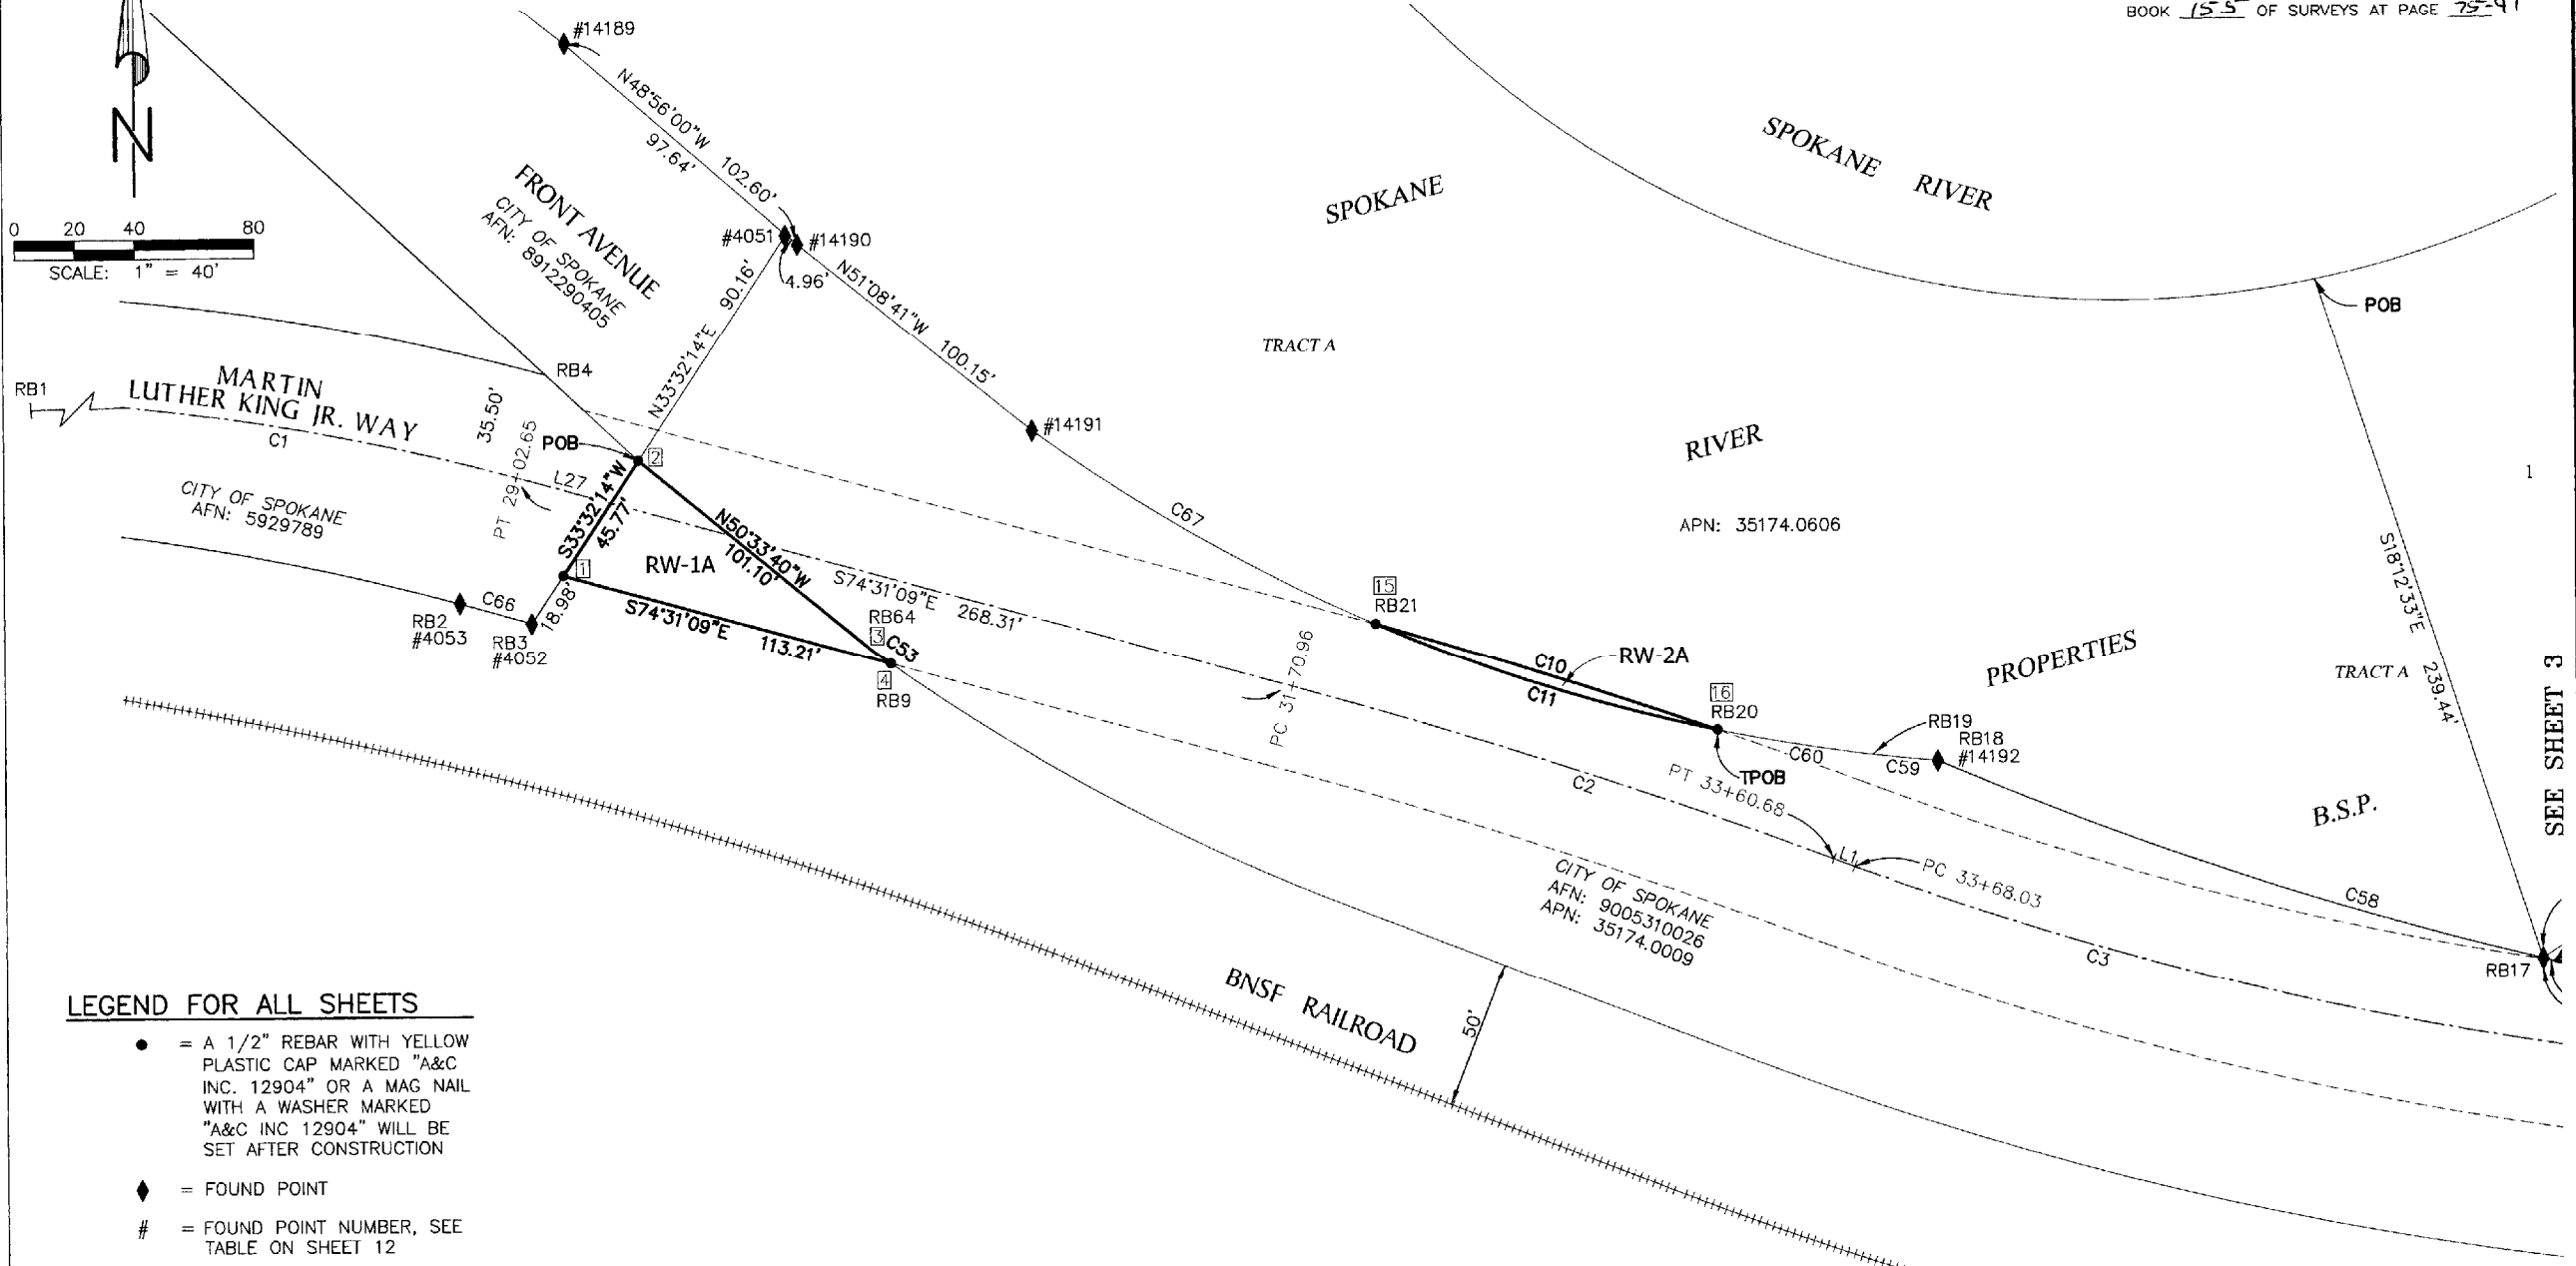 BOOK 155 OF SURVEYS AT PAGE 75-91
#14189
N48°56'00"W 102.60'
97.64'
N
FRONT AVENUE
CITY OF SPOKANE
AFN: 8912290405
SPOKANE RIVER
SPOKANE
0 20 40 80
SCALE: 1" = 40'
#4051
#14190
4.96'
N33°32'14"E 90.16'
N51°08'41"W 100.15'
POB
TRACT A
RB1
MARTIN
LUTHER KING JR. WAY
C1
RB4
35.50'
PT 29+02.65
POB
2
L27
#14191
RIVER
1
CITY OF SPOKANE
AFN: 5929789
S33°32'14"W
45.77'
N50°33'40"W
101.10'
RW-1A
1
C67
APN: 35174.0606
S18°12'33"E 239.44'
S74°31'09"E 268.31'
C66
18.98'
RB2
#4053
RB3
#4052
S74°31'09"E 113.21'
RB64
3
C53
4
RB9
15
RB21
PC 31+70.96
C10
RW-2A
C11
16
RB20
PROPERTIES
TRACT A
RB19
RB18
#14192
C60
C59
TPOB
C2
PT 33+60.68
L1
PC 33+68.03
B.S.P.
SEE SHEET 3
C58
C3
RB17
CITY OF SPOKANE
AFN: 9005310026
APN: 35174.0009
BNSF RAILROAD
50'
LEGEND FOR ALL SHEETS
= A 1/2" REBAR WITH YELLOW
PLASTIC CAP MARKED "A&C
INC. 12904" OR A MAG NAIL
WITH A WASHER MARKED
"A&C INC 12904" WILL BE
SET AFTER CONSTRUCTION
= FOUND POINT
# = FOUND POINT NUMBER, SEE
TABLE ON SHEET 12